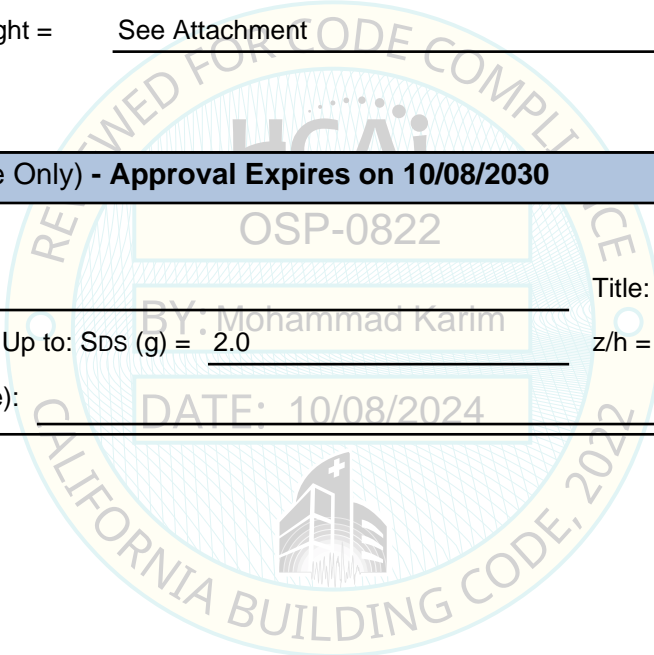 ght = See Attachment
REVIEWED FOR CODE COMPLIANCE
HCAi
e Only) - Approval Expires on 10/08/2030
OSP-0822
Title:
BY: Mohammad Karim
Up to: SDS (g) = 2.0 z/h =
e):
DATE: 10/08/2024
CALIFORNIA BUILDING CODE, 2022